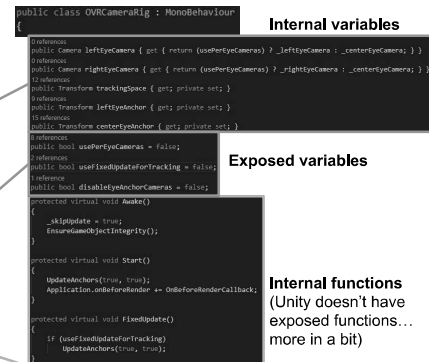 public class OVRCameraRig : MonoBehaviour
{
Internal variables
0 references
public Camera leftEyeCamera { get { return (usePerEyeCameras) ? _leftEyeCamera : _centerEyeCamera; } }
0 references
public Camera rightEyeCamera { get { return (usePerEyeCameras) ? _rightEyeCamera : _centerEyeCamera; } }
12 references
public Transform trackingSpace { get; private set; }
9 references
public Transform leftEyeAnchor { get; private set; }
15 references
public Transform centerEyeAnchor { get; private set; }
8 references
public bool usePerEyeCameras = false;
2 references
public bool useFixedUpdateForTracking = false;
1 reference
public bool disableEyeAnchorCameras = false;
Exposed variables
protected virtual void Awake()
{
_skipUpdate = true;
EnsureGameObjectIntegrity();
}
protected virtual void Start()
{
UpdateAnchors(true, true);
Application.onBeforeRender += OnBeforeRenderCallback;
}
protected virtual void FixedUpdate()
{
if (useFixedUpdateForTracking)
UpdateAnchors(true, true);
Internal functions
(Unity doesn't have
exposed functions…
more in a bit)